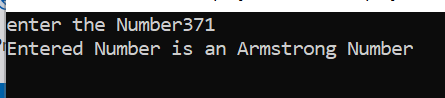 enter the Number371
Entered Number is an Armstrong Number